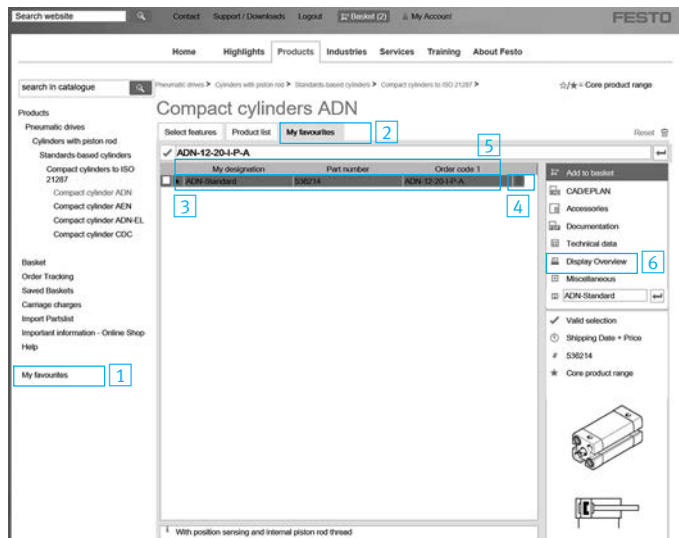 Search website
Contact Support / Downloads Logout Basket (2) My Account
FESTO
Home Highlights Products Industries Services Training About Festo
search in catalogue
Pneumatic drives > Cylinders with piston rod > Standards-based cylinders > Compact cylinders to ISO 21287 >
☆/★= Core product range
Compact cylinders ADN
Products
Pneumatic drives
Cylinders with piston rod
Standards-based cylinders
Compact cylinders to ISO
21287
Compact cylinder ADN
Compact cylinder AEN
Compact cylinder ADN-EL
Compact cylinder CDC
Basket
Order Tracking
Saved Baskets
Carriage charges
Import Partslist
Important information - Online Shop
Help
My favourites 1
Select features Product list My favourites 2
Reset
ADN-12-20-I-P-A
5
My designation Part number Order code 1
ADN-Standard 536214 ADN-12-20-I-P-A
3 4
Add to basket
CAD/EPLAN
Accessories
Documentation
Technical data
Display Overview 6
Miscellaneous
ADN-Standard
Valid selection
Shipping Date + Price
# 536214
Core product range
i With position sensing and internal piston rod thread